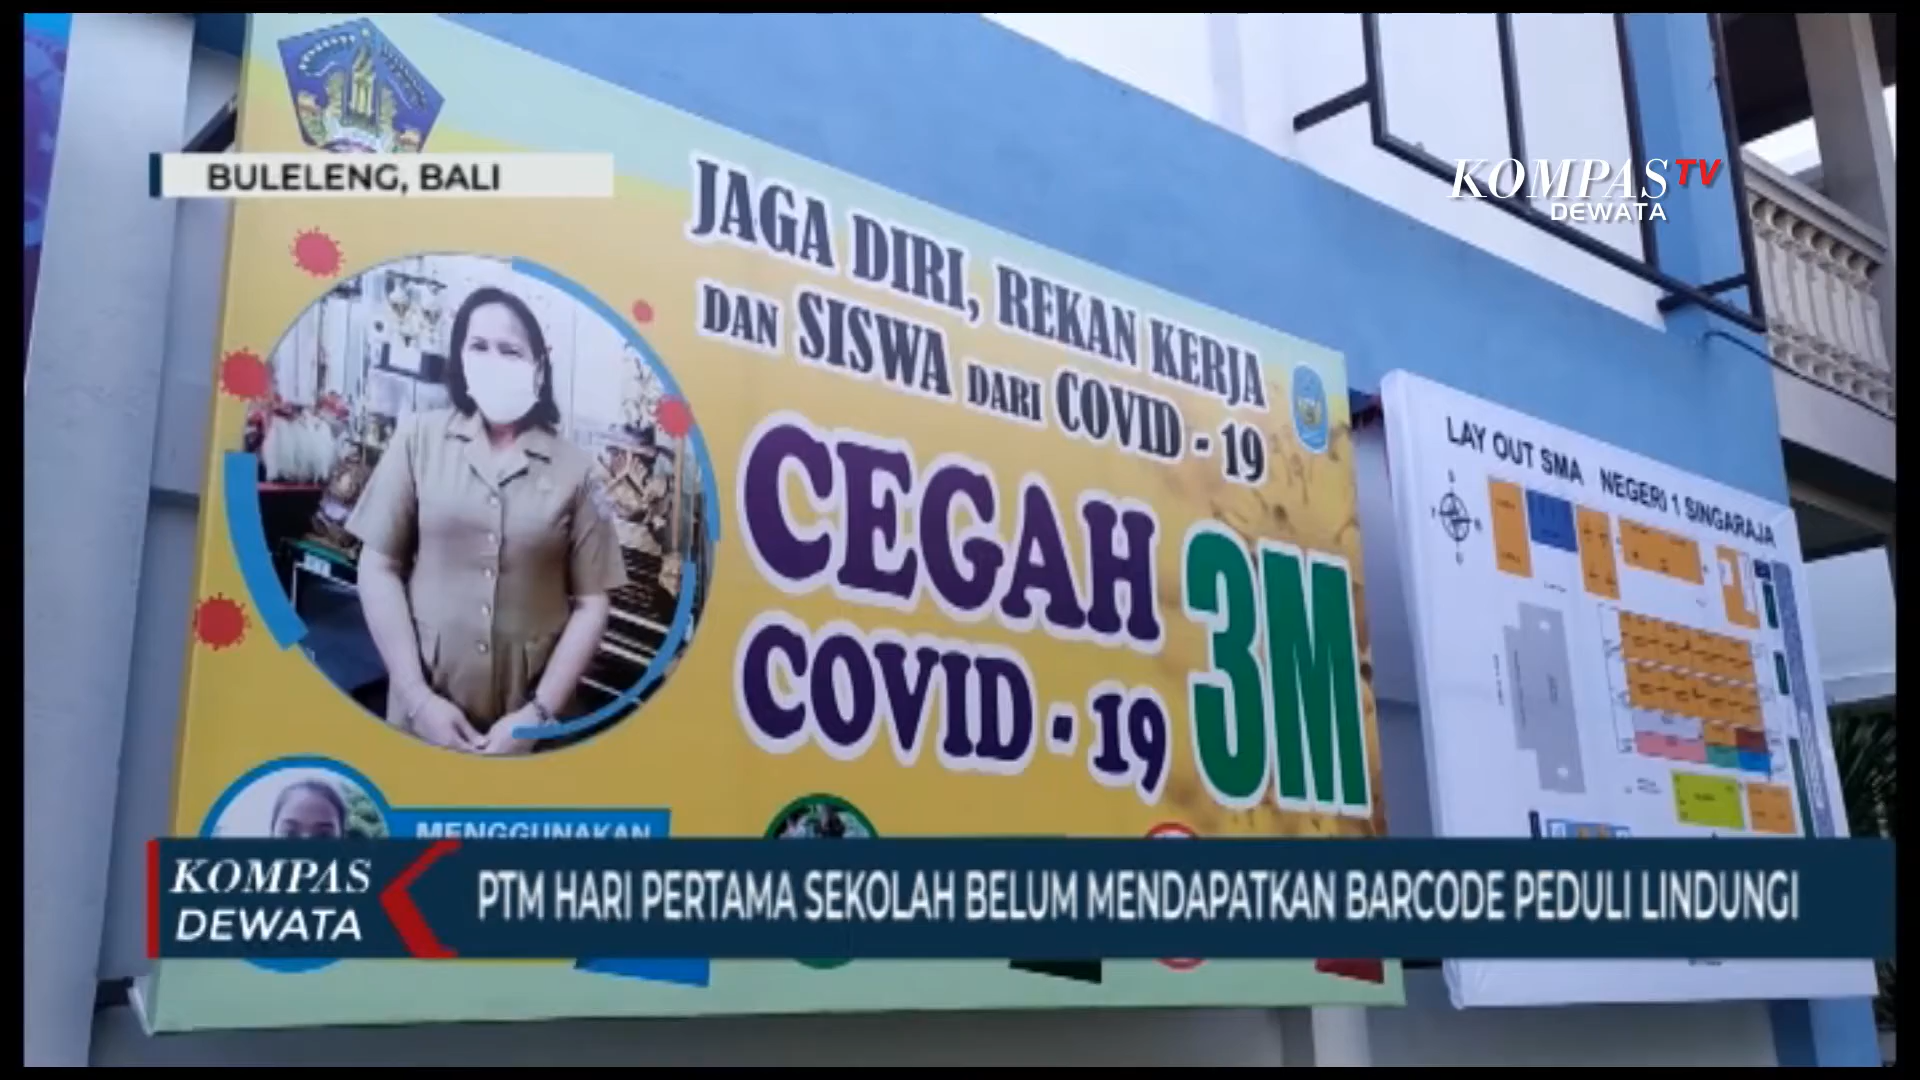 BULELENG, BALI
KOMPAS TV
DEWATA
JAGA DIRI, REKAN KERJA
DAN SISWA DARI COVID - 19
CEGAH
COVID - 19
3M
MENGGUNAKAN
LAY OUT SMA NEGERI 1 SINGARAJA
KOMPAS
DEWATA
PTM HARI PERTAMA SEKOLAH BELUM MENDAPATKAN BARCODE PEDULI LINDUNGI